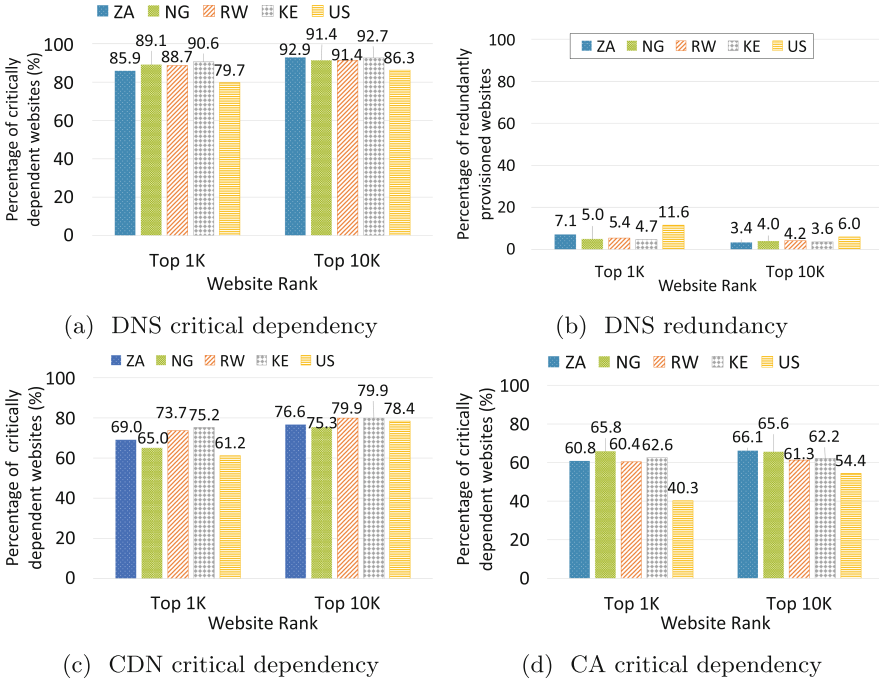 ZA NG RW KE US
Percentage of critically
dependent websites (%)
100
80
60
40
20
0
85.9 89.1 88.7 90.6 79.7
92.9 91.4 91.4 92.7 86.3
Top 1K Top 10K
Website Rank
(a) DNS critical dependency
ZA NG RW KE US
Percentage of redundantly
provisioned websites
100
80
60
40
20
0
7.1 5.0 5.4 4.7 11.6
3.4 4.0 4.2 3.6 6.0
Top 1K Top 10K
Website Rank
(b) DNS redundancy
ZA NG RW KE US
Percentage of critically
dependent websites (%)
100
80
60
40
20
0
69.0 65.0 73.7 75.2 61.2
76.6 75.3 79.9 79.9 78.4
Top 1K Top 10K
Website Rank
(c) CDN critical dependency
ZA NG RW KE US
Percentage of critically
dependent websites (%)
100
80
60
40
20
0
60.8 65.8 60.4 62.6 40.3
66.1 65.6 61.3 62.2 54.4
Top 1K Top 10K
Website Rank
(d) CA critical dependency